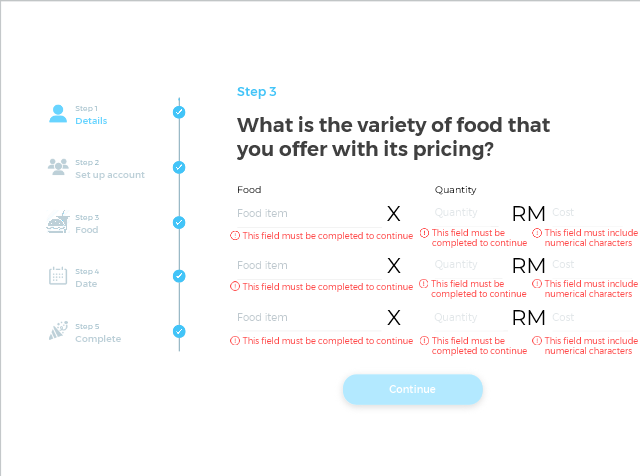 Step 1
Details
Step 2
Set up account
Step 3
Food
Step 4
Date
Step 5
Complete
Step 3
What is the variety of food that
you offer with its pricing?
Food Quantity
Food item X Quantity RM Cost
This field must be completed to continue
This field must be
completed to continue
This field must include
numerical characters
Food item X Quantity RM Cost
This field must be completed to continue
This field must be
completed to continue
This field must include
numerical characters
Food item X Quantity RM Cost
This field must be completed to continue
This field must be
completed to continue
This field must include
numerical characters
Continue